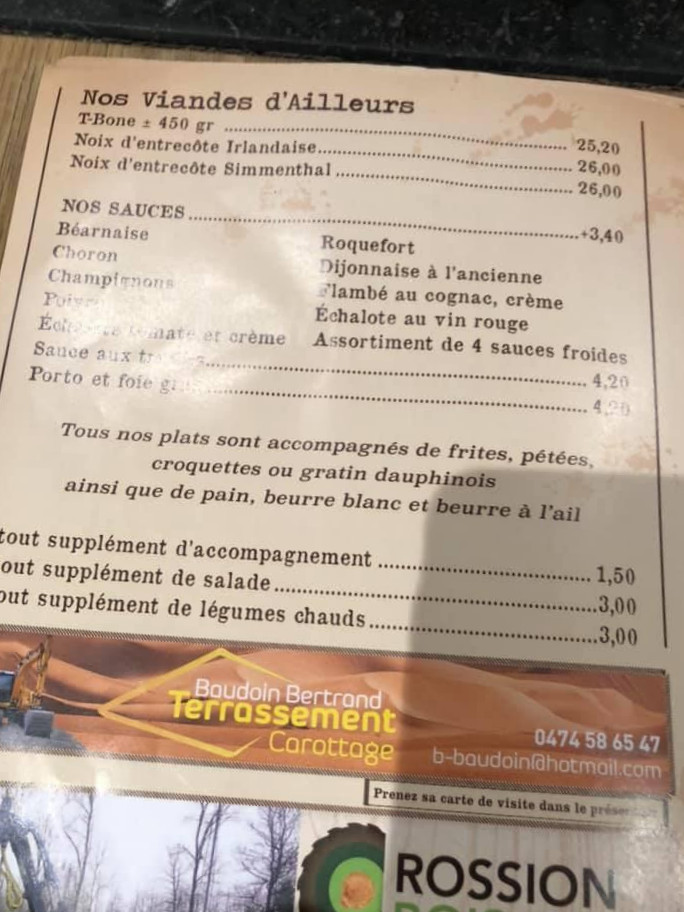 Nos Viandes d'Ailleurs
T-Bone ± 450 gr ........ 25,20
Noix d'entrecôte Irlandaise........ 26,00
Noix d'entrecôte Simmenthal ........ 26,00
NOS SAUCES ........+3,40
Béarnaise
Choron
Champignons
et crème
Roquefort
Dijonnaise à l'ancienne
Flambé au cognac, crème
Échalote au vin rouge
Assortiment de 4 sauces froides
Sauce aux ........ 4,20
Porto et foie ........ 4,20
Tous nos plats sont accompagnés de frites, pétées,
croquettes ou gratin dauphinois
ainsi que de pain, beurre blanc et beurre à l'ail
tout supplément d'accompagnement ........ 1,50
out supplément de salade ........3,00
out supplément de légumes chauds ........3,00
Baudoin Bertrand
Terrassement
Carottage
0474 58 65 47
b-baudoin@hotmail.com
Prenez sa carte de visite dans le
ROSSION